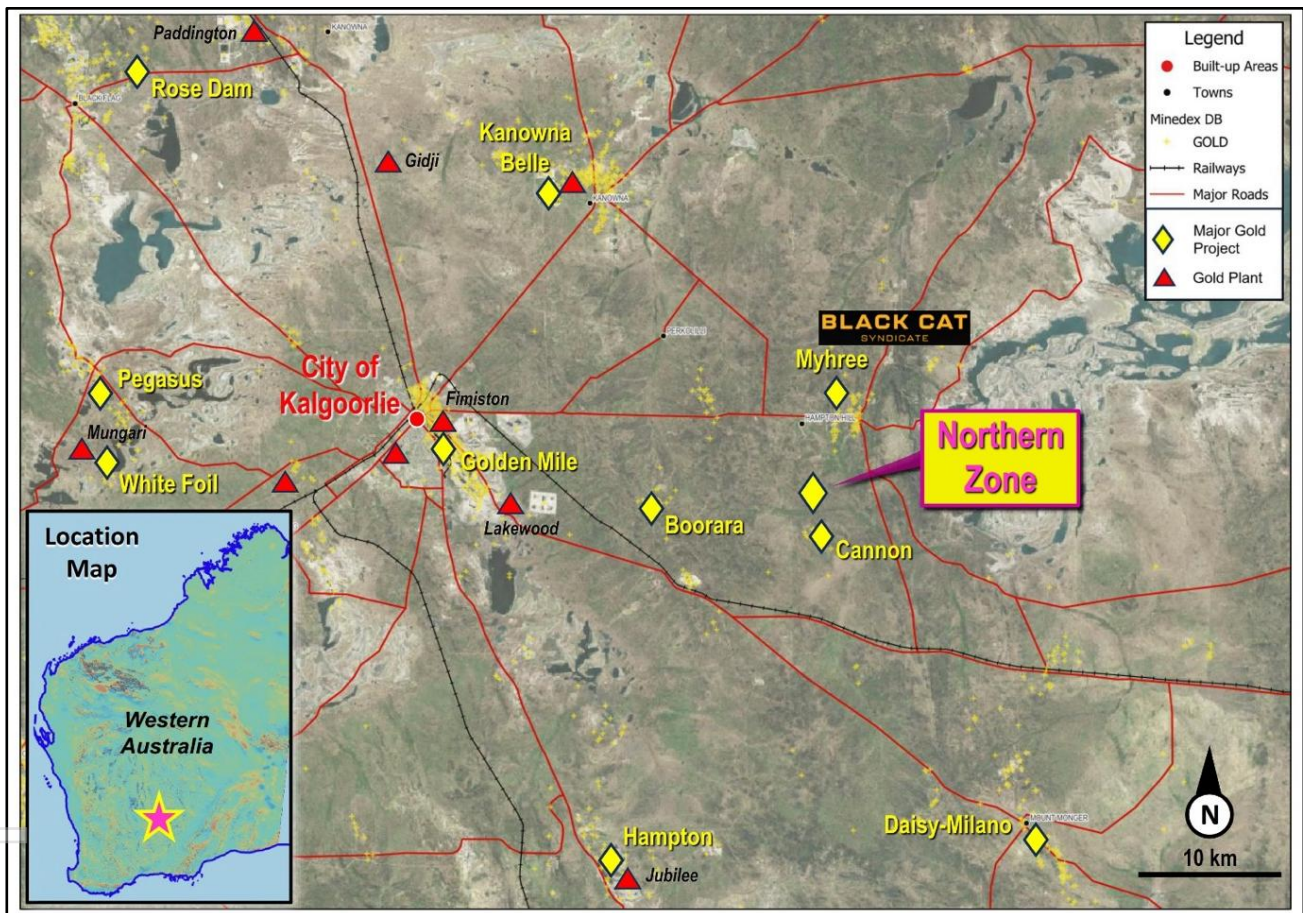 Paddington
KANOWNA
Rose Dam
BLACK FLAG
Gidji
Kanowna
Belle
KANOWNA
Legend
Built-up Areas
Towns
Minedex DB
GOLD
Railways
Major Roads
Major Gold
Project
Gold Plant
PERKOLILLI
BLACK CAT
SYNDICATE
Myhree
HAMPTON HILL
Pegasus
Mungari
White Foil
City of
Kalgoorlie
Fimiston
Golden Mile
Lakewood
Boorara
Northern
Zone
Cannon
Location
Map
Western
Australia
Hampton
Jubilee
Daisy-Milano
MOUNT MONGER
N
10 km